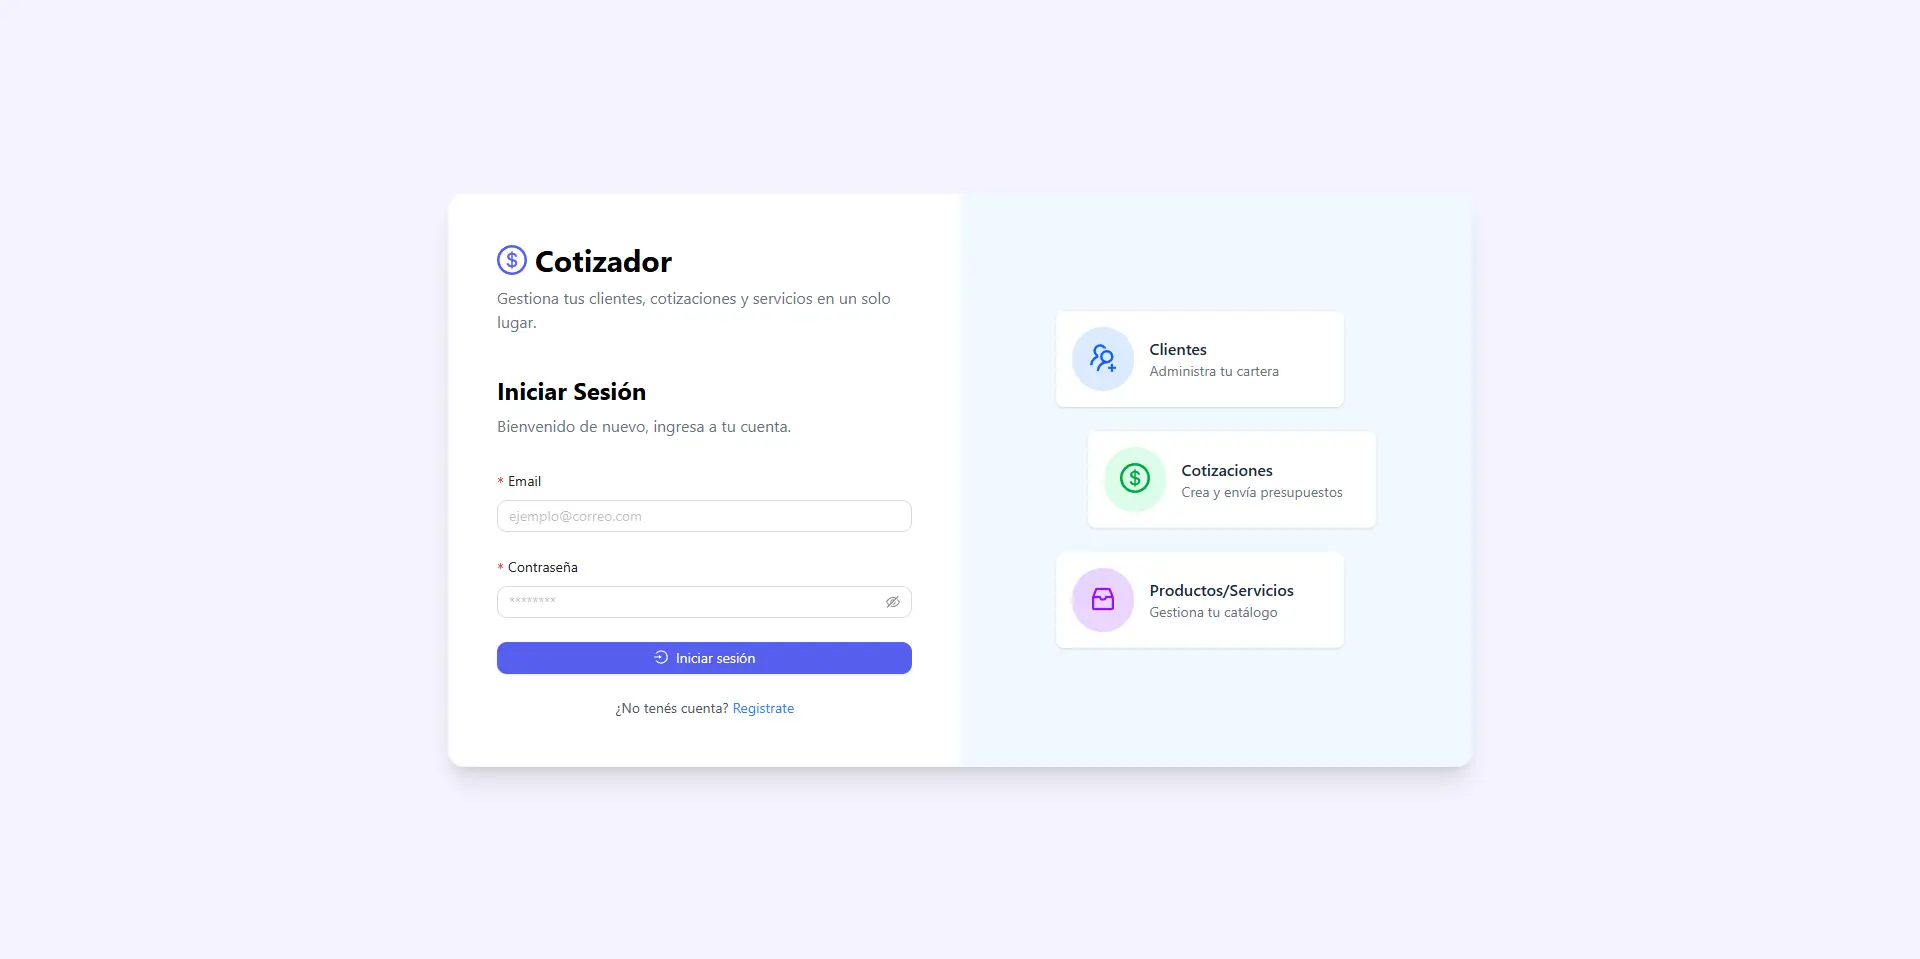 Cotizador
Gestiona tus clientes, cotizaciones y servicios en un solo
lugar.
Iniciar Sesión
Bienvenido de nuevo, ingresa a tu cuenta.
* Email
ejemplo@correo.com
* Contraseña
********
Iniciar sesión
¿No tenés cuenta? Registrate
Clientes
Administra tu cartera
Cotizaciones
Crea y envía presupuestos
Productos/Servicios
Gestiona tu catálogo